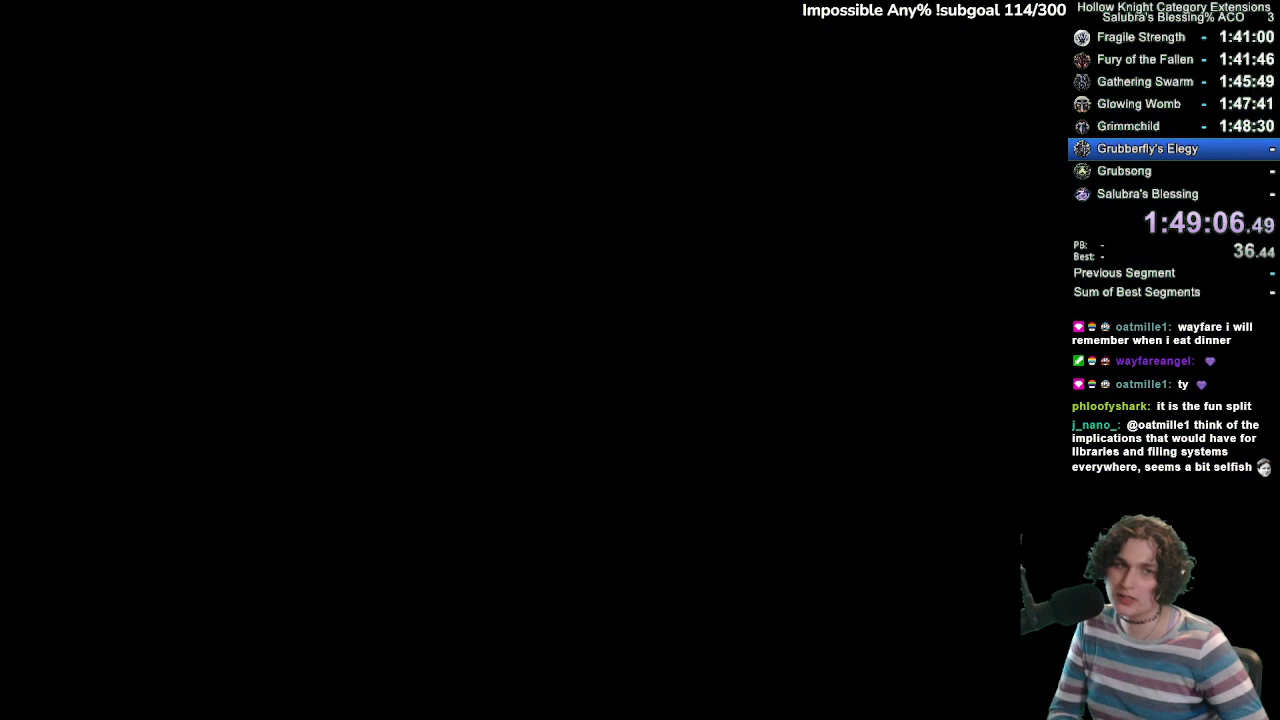 Impossible Any% !subgoal 114/300
Hollow Knight Category Extensions
Salubra's Blessing% ACO 3
Fragile Strength - 1:41:00
Fury of the Fallen - 1:41:46
Gathering Swarm - 1:45:49
Glowing Womb - 1:47:41
Grimmchild - 1:48:30
Grubberfly's Elegy -
Grubsong -
Salubra's Blessing -
1:49:06.49
PB: -
Best: -
36.44
Previous Segment -
Sum of Best Segments -
oatmille1: wayfare i will
remember when i eat dinner
wayfareangel:
oatmille1: ty
phloofyshark: it is the fun split
j_nano_: @oatmille1 think of the
implications that would have for
libraries and filing systems
everywhere, seems a bit selfish